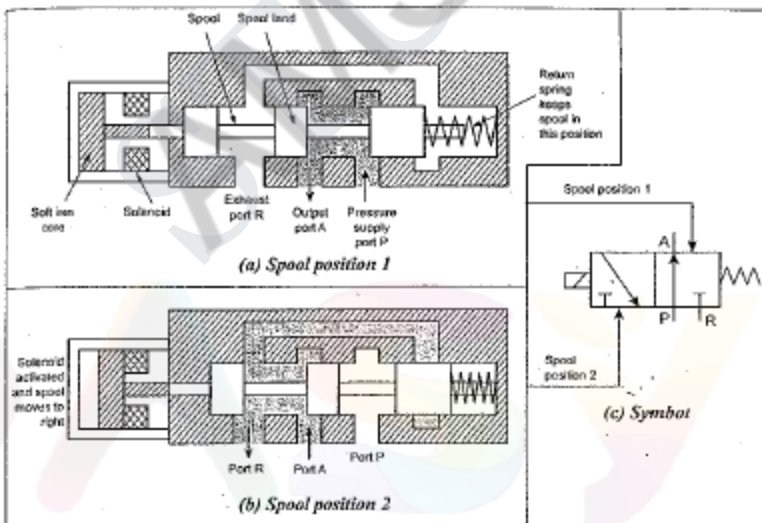 Spool Spool land
Return
spring
keeps
spool in
this position
Soft iron
core
Solenoid
Exhaust
port R
Output
port A
Pressure
supply
port P
(a) Spool position 1
Spool position 1
A
P R
Solenoid
activated
and spool
moves to
right
Spool
position 2
(c) Symbol
Port R Port A Port P
(b) Spool position 2